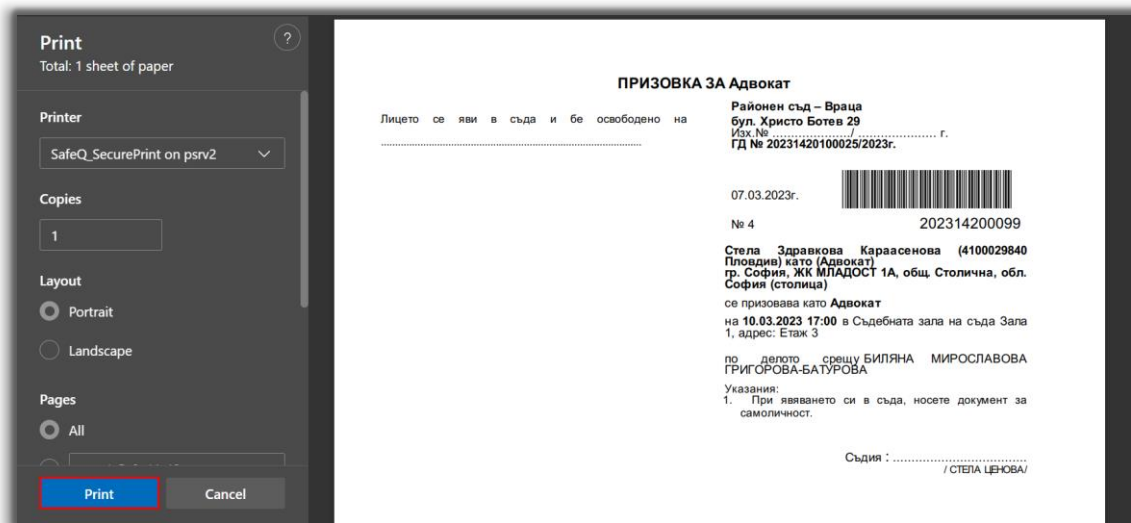 Print
?
Total: 1 sheet of paper
Printer
SafeQ_SecurePrint on psrv2
Copies
1
Layout
Portrait
Landscape
Pages
All
Print
Cancel
ПРИЗОВКА ЗА Адвокат
Лицето се яви в съда и бе освободено на
..........................................................................................
Районен съд – Враца
бул. Христо Ботев 29
Изх.№ ....................../ ...................... г.
ГД № 20231420100025/2023г.
07.03.2023г.
№ 4
202314200099
Стела Здравкова Караасенова (4100029840
Пловдив) като (Адвокат)
гр. София, ЖК МЛАДОСТ 1А, общ. Столична, обл.
София (столица)
се призовава като Адвокат
на 10.03.2023 17:00 в Съдебната зала на съда Зала
1, адрес: Етаж 3
по делото срещу БИЛЯНА МИРОСЛАВОВА
ГРИГОРОВА-БАТУРОВА
Указания:
1. При явяването си в съда, носете документ за
самоличност.
Съдия : ....................................
/ СТЕЛА ЦЕНОВА/